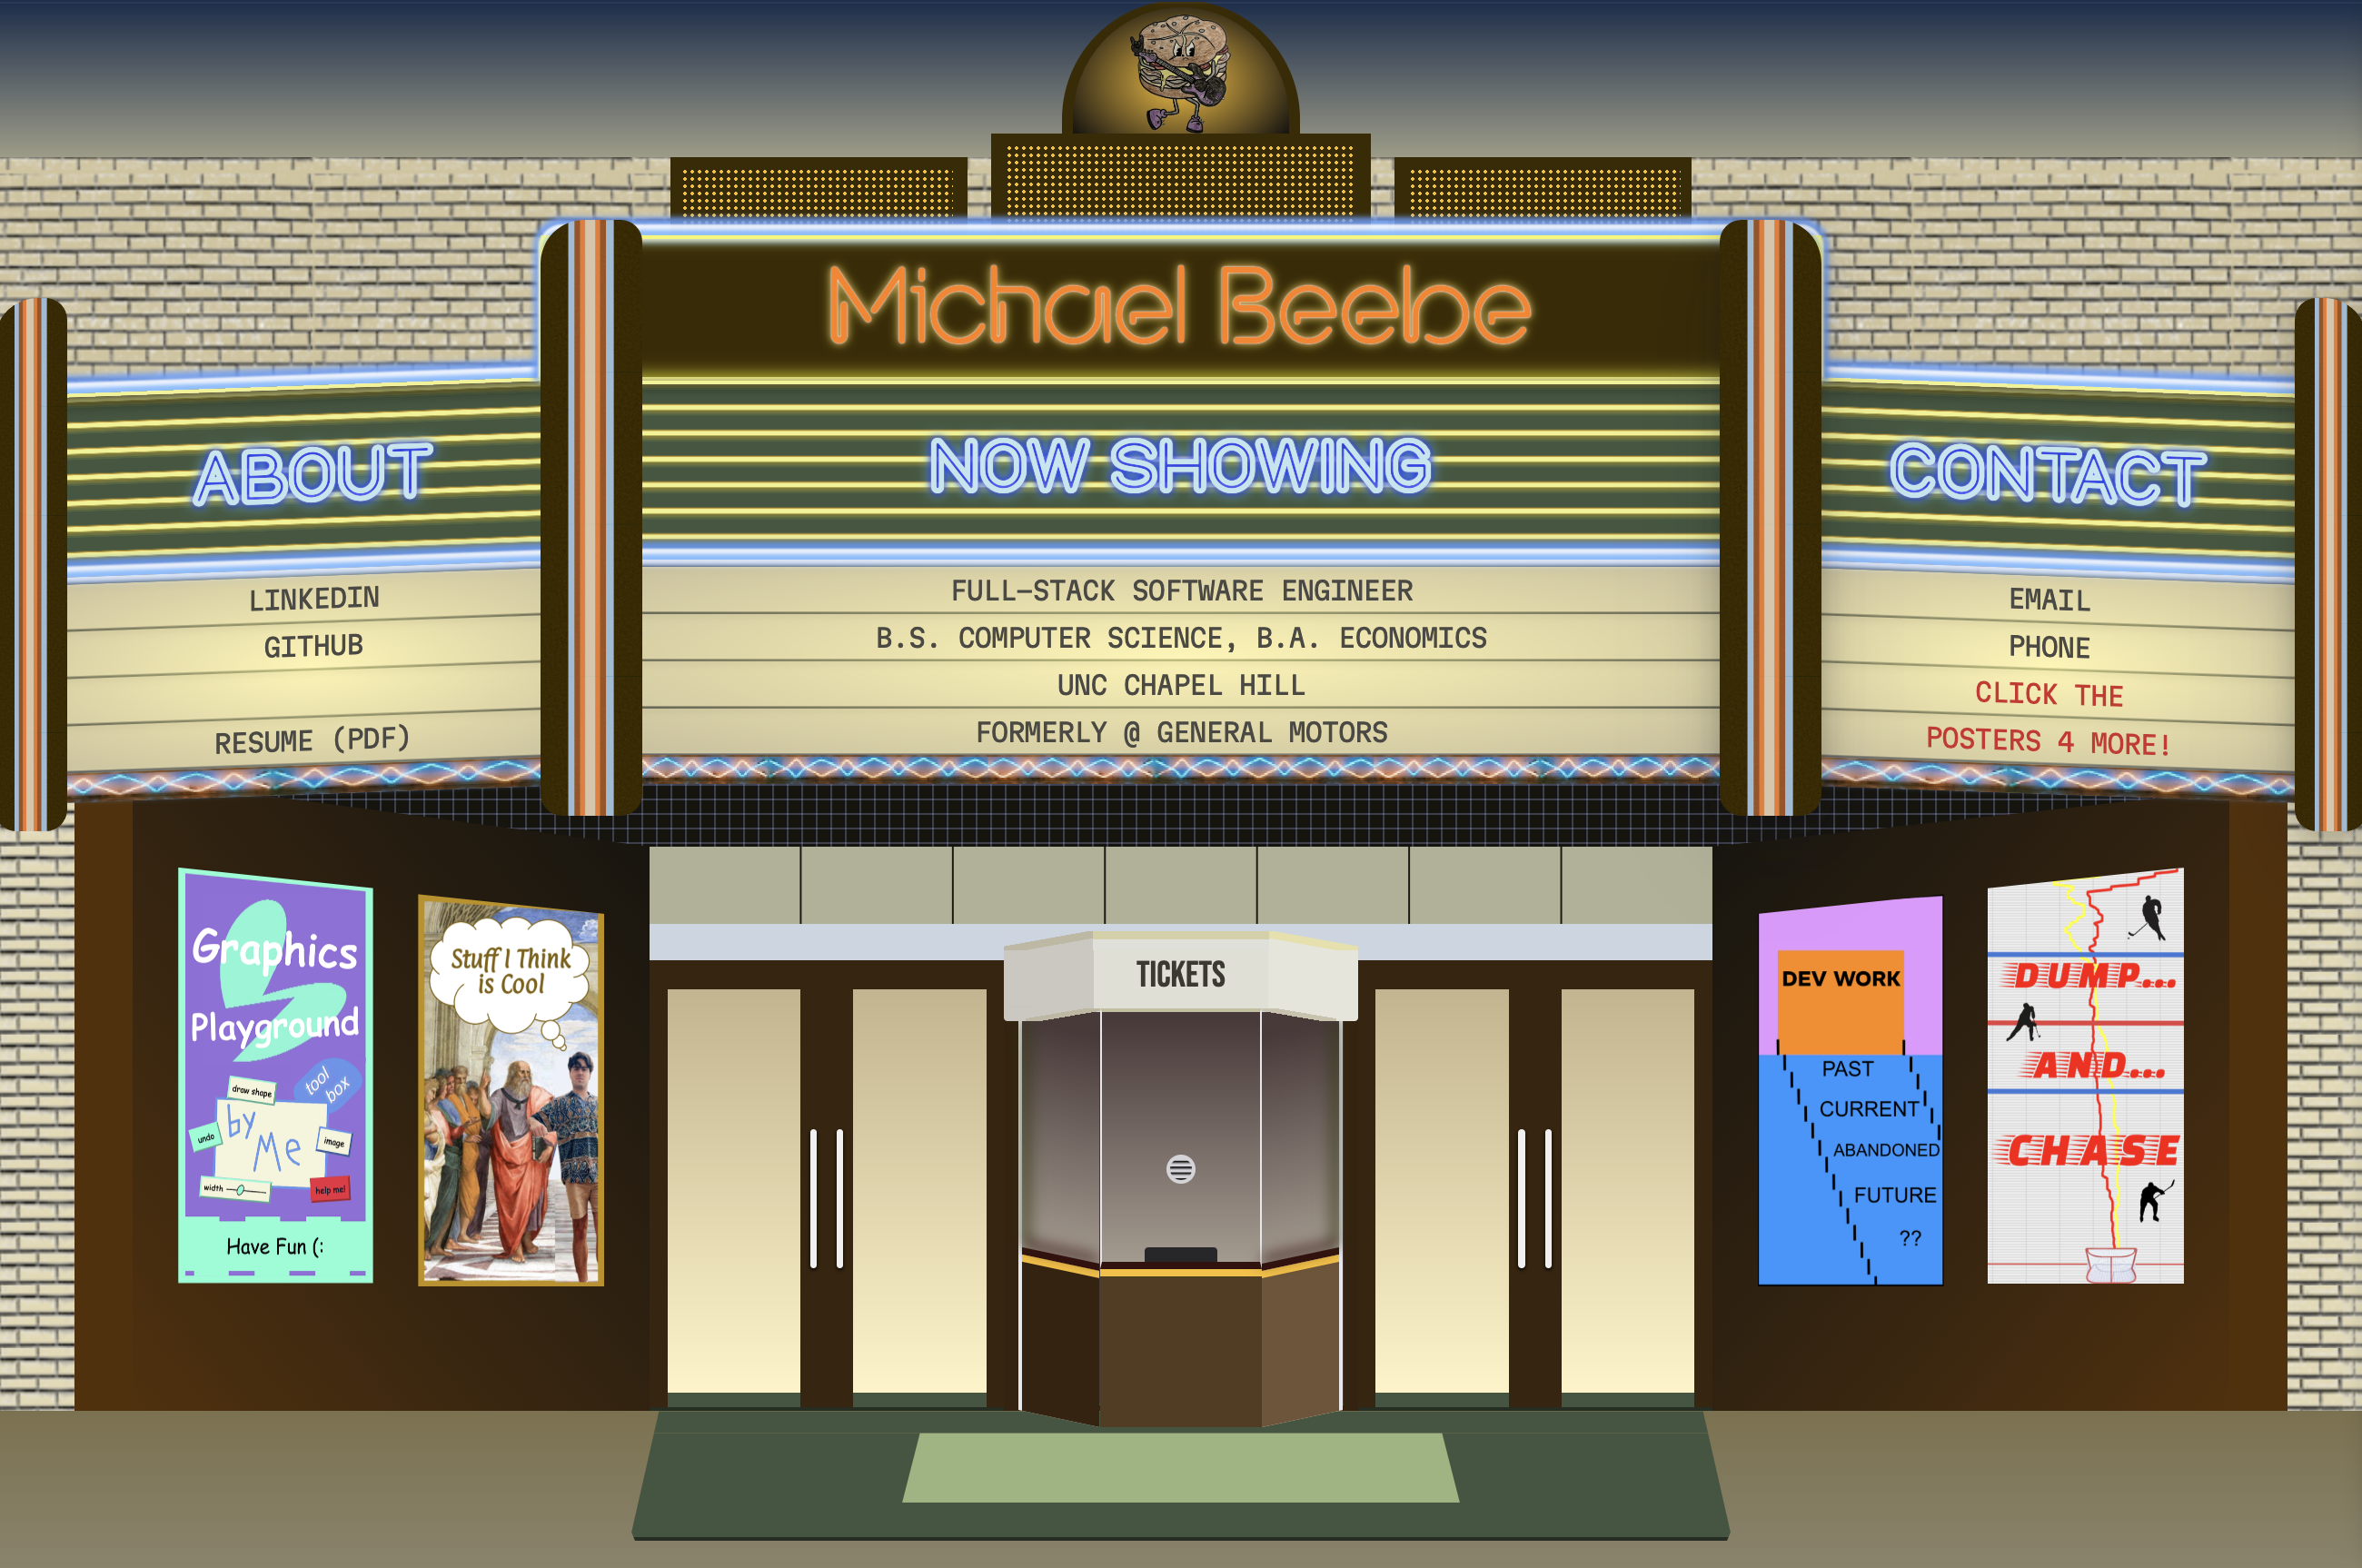 Michael Beebe
ABOUT
NOW SHOWING
CONTACT
LINKEDIN
GITHUB
RESUME (PDF)
FULL-STACK SOFTWARE ENGINEER
B.S. COMPUTER SCIENCE, B.A. ECONOMICS
UNC CHAPEL HILL
FORMERLY @ GENERAL MOTORS
EMAIL
PHONE
CLICK THE
POSTERS 4 MORE!
Graphics
Playground
tool
box
draw shape
by
Me
undo
image
width
help me!
Have Fun (:
Stuff I Think
is Cool
TICKETS
DEV WORK
PAST
CURRENT
ABANDONED
FUTURE
??
DUMP...
AND...
CHASE